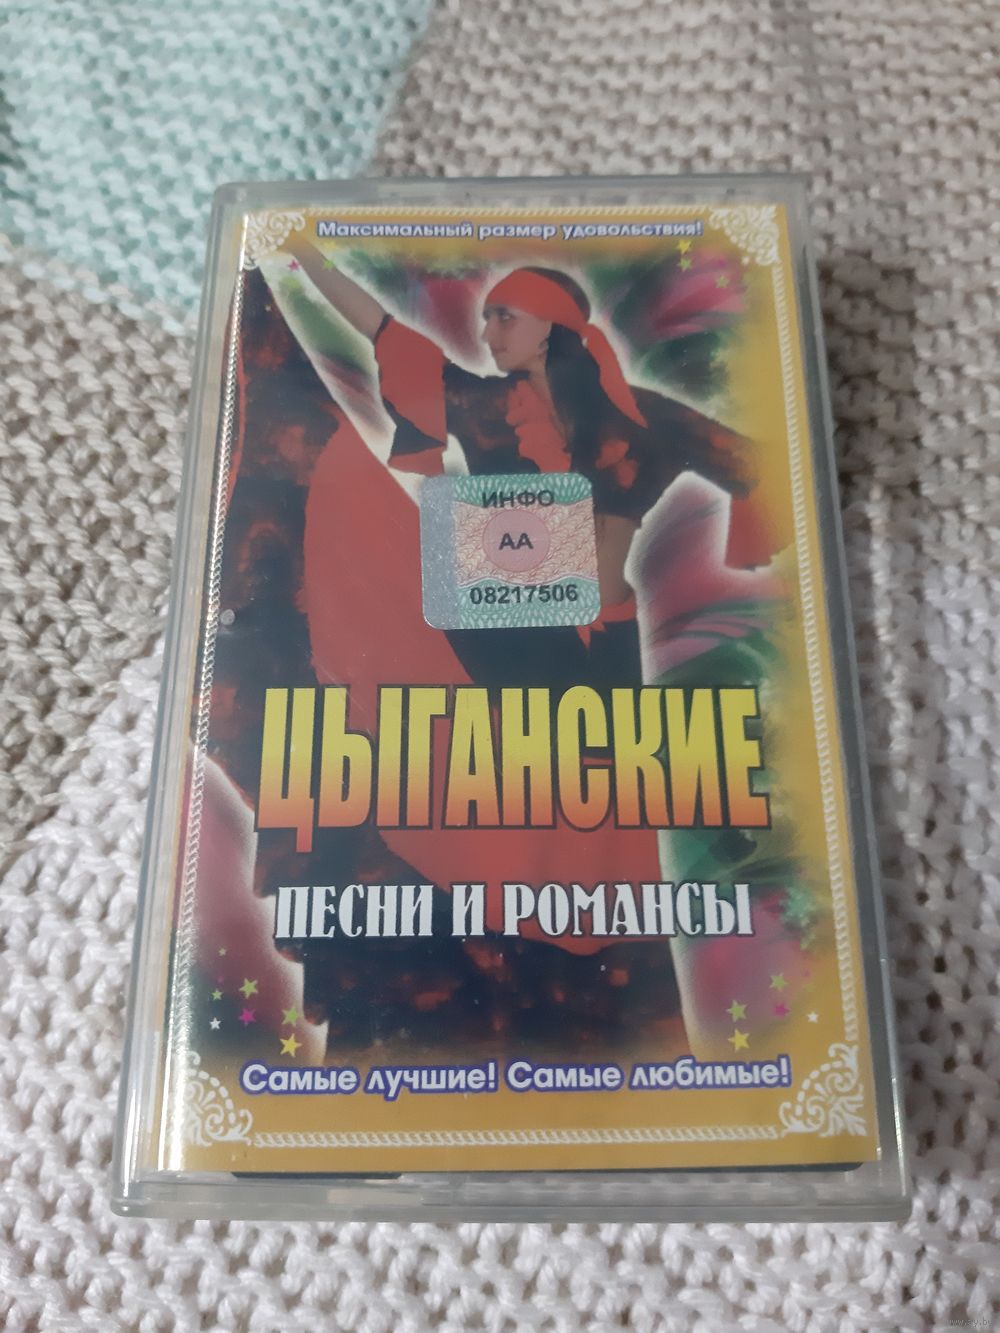 Максимальный размер удовольствия!
ИНФО
АА
08217506
ЦЫГАНСКИЕ
ПЕСНИ И РОМАНСЫ
Самые лучшие! Самые любимые!